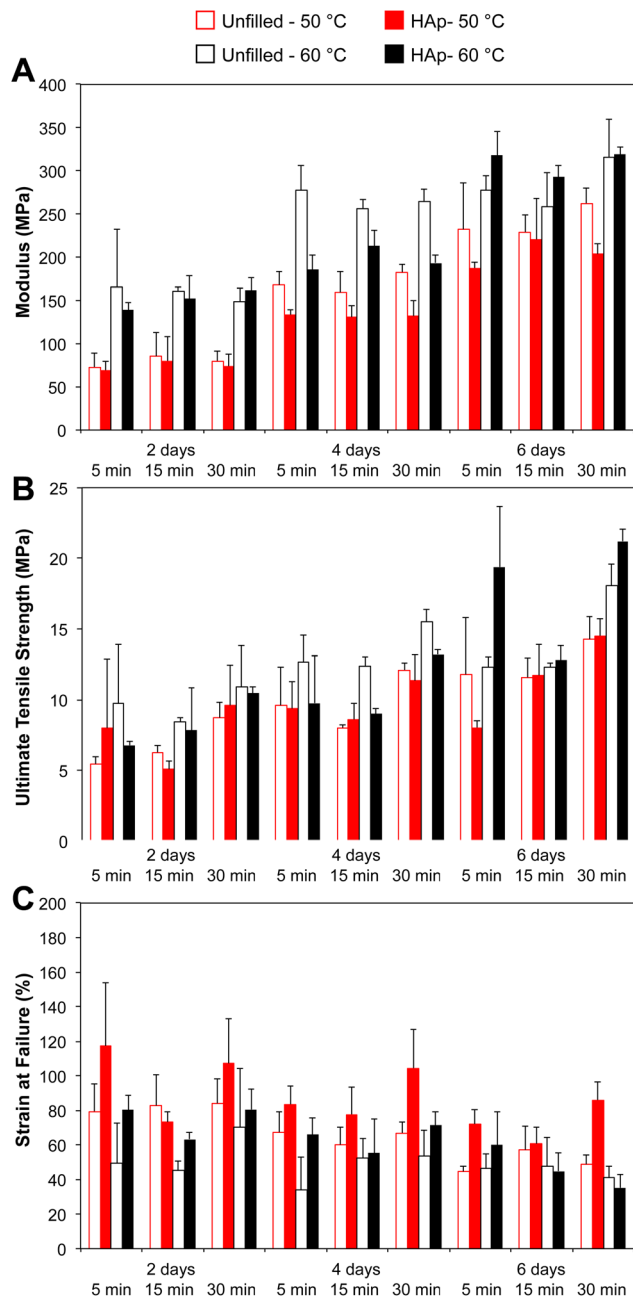 Unfilled - 50 °C HAp- 50 °C
Unfilled - 60 °C HAp- 60 °C
A
Modulus (MPa)
400
350
300
250
200
150
100
50
0
2 days 4 days 6 days
5 min 15 min 30 min 5 min 15 min 30 min 5 min 15 min 30 min
B
Ultimate Tensile Strength (MPa)
25
20
15
10
5
0
2 days 4 days 6 days
5 min 15 min 30 min 5 min 15 min 30 min 5 min 15 min 30 min
C
Strain at Failure (%)
200
180
160
140
120
100
80
60
40
20
0
2 days 4 days 6 days
5 min 15 min 30 min 5 min 15 min 30 min 5 min 15 min 30 min